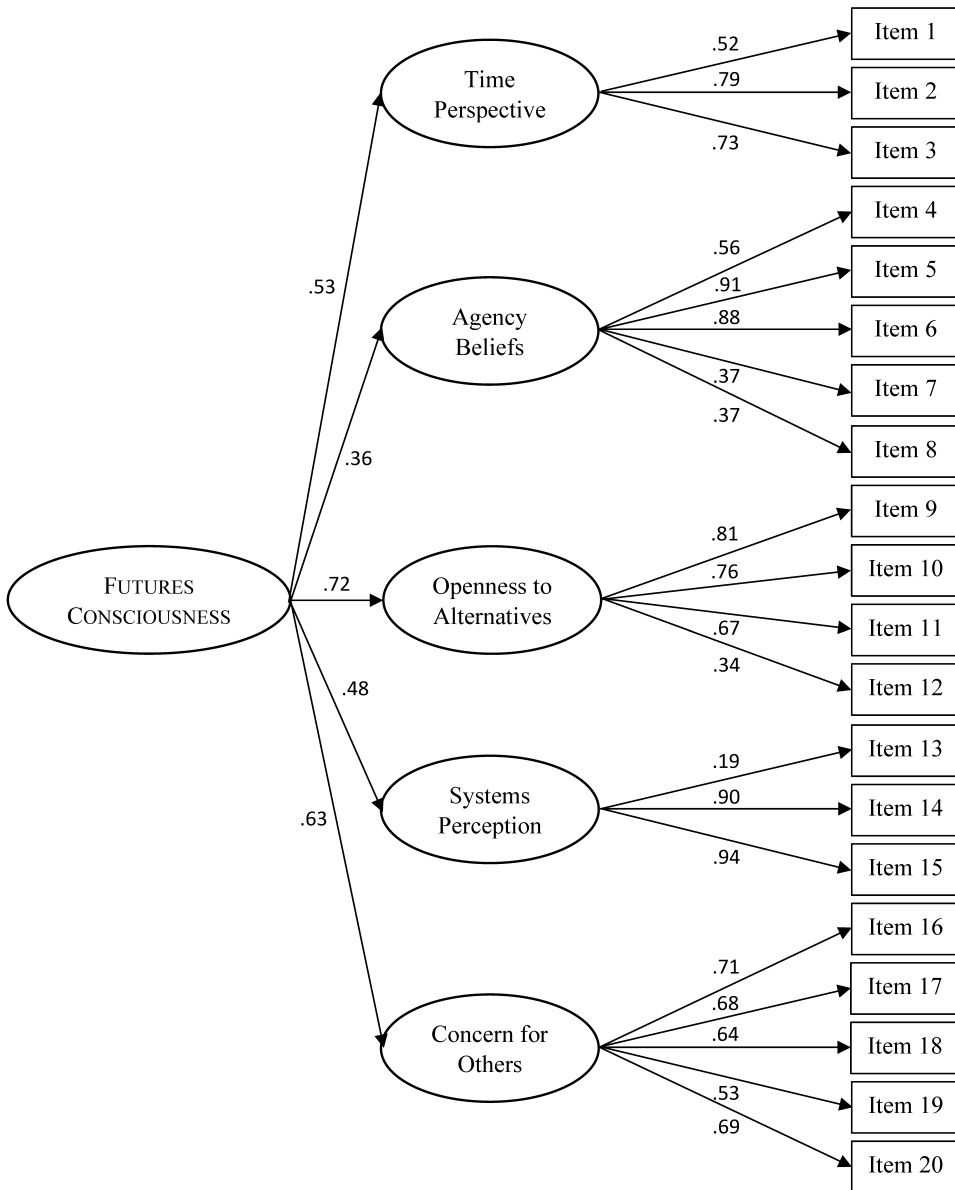 Item 1
.52
Time
Perspective
.79
Item 2
.73
Item 3
Item 4
.56
Item 5
.91
.53
Agency
Beliefs
.88
Item 6
.37
Item 7
.37
Item 8
.36
Item 9
.81
FUTURES
CONSCIOUSNESS
.72
Openness to
Alternatives
.76
Item 10
.67
Item 11
.34
Item 12
.48
Item 13
.19
Systems
Perception
.90
Item 14
.94
Item 15
.63
Item 16
.71
Item 17
.68
Concern for
Others
.64
Item 18
.53
Item 19
.69
Item 20